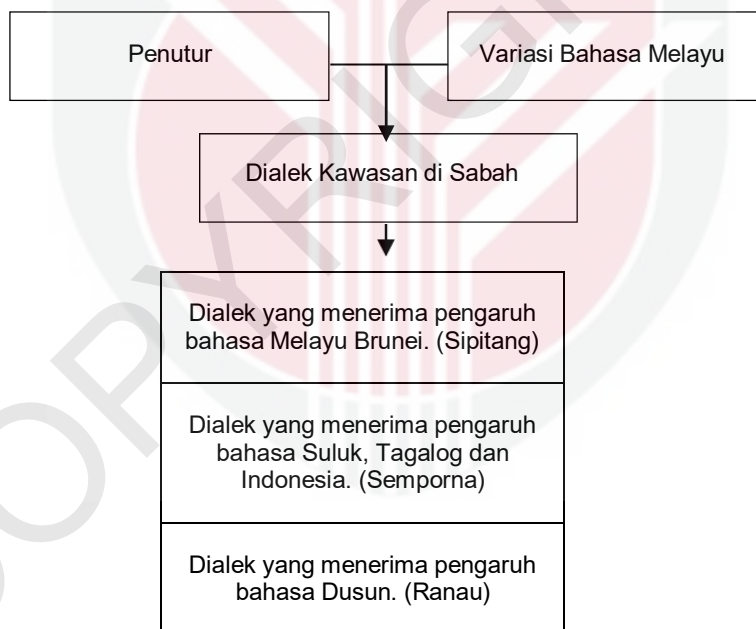 Penutur
Variasi Bahasa Melayu
Dialek Kawasan di Sabah
Dialek yang menerima pengaruh
bahasa Melayu Brunei. (Sipitang)
Dialek yang menerima pengaruh
bahasa Suluk, Tagalog dan
Indonesia. (Semporna)
Dialek yang menerima pengaruh
bahasa Dusun. (Ranau)